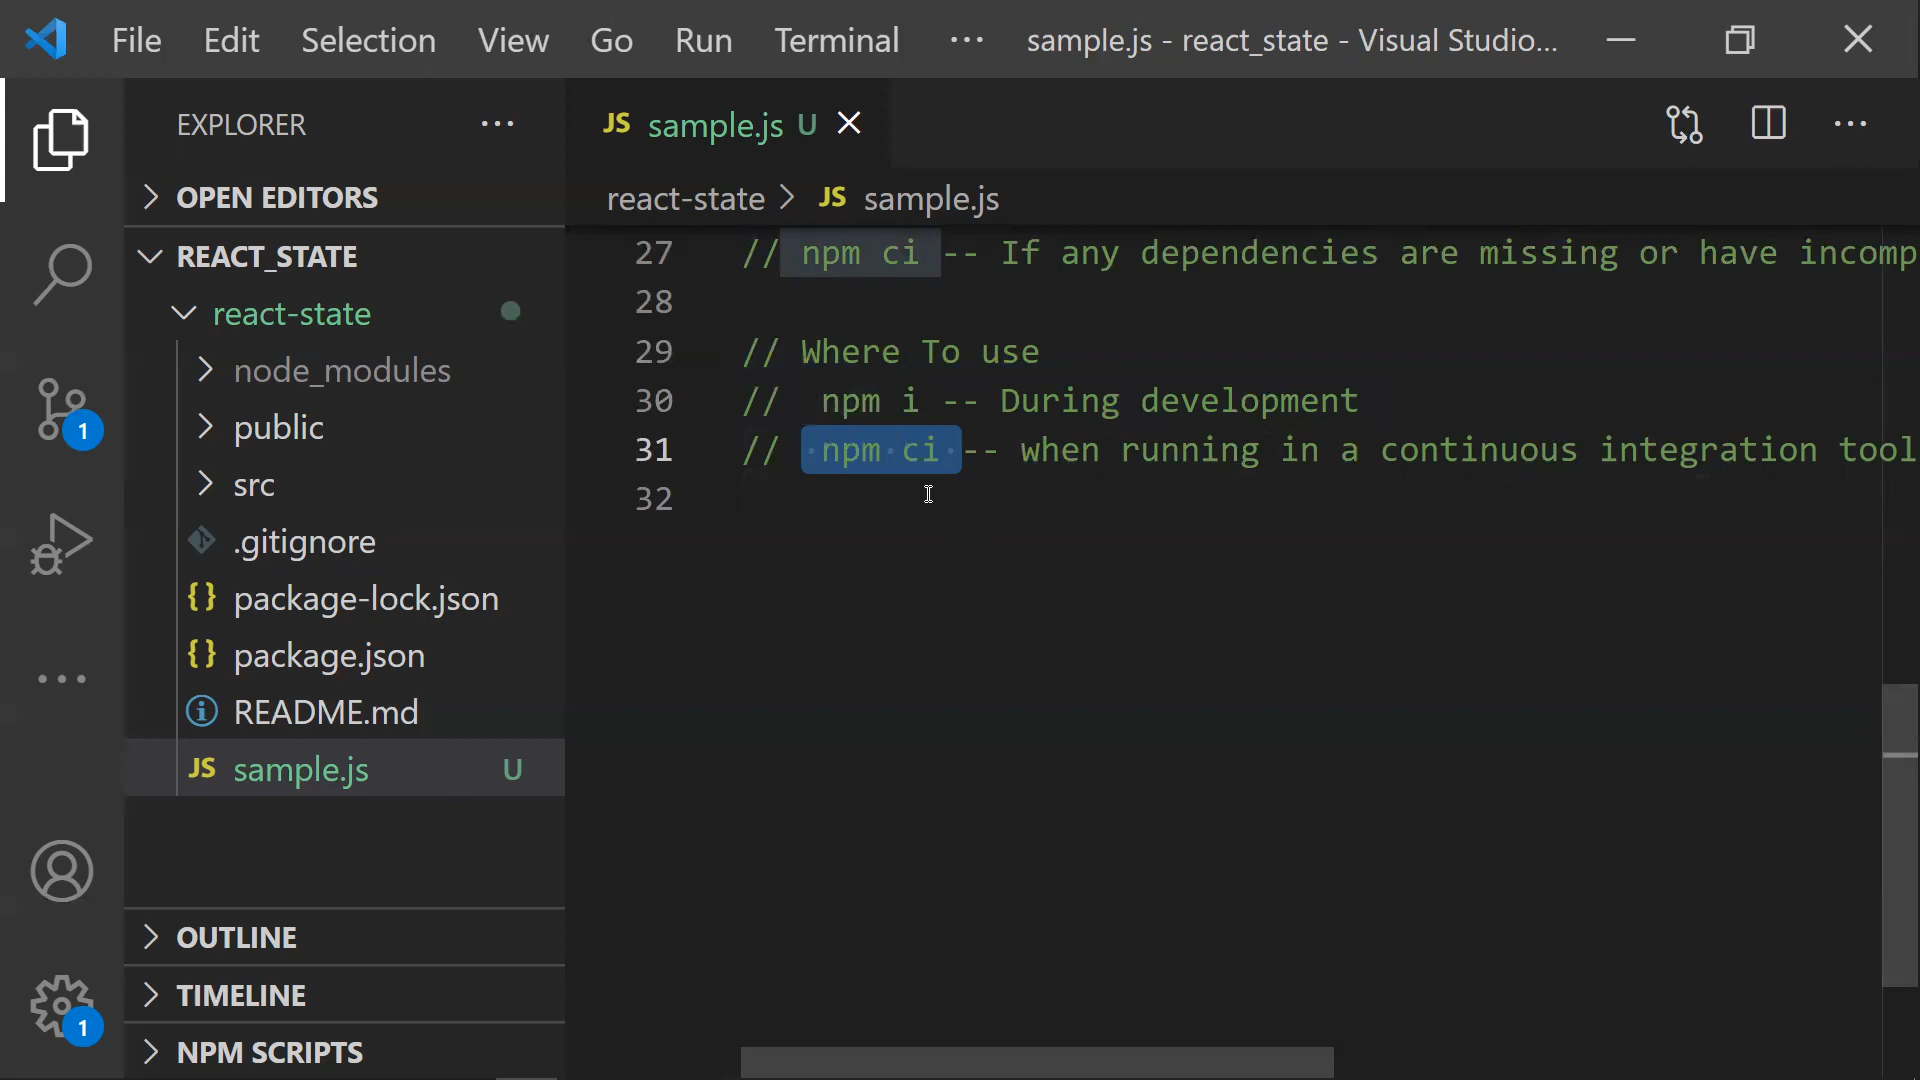 File Edit Selection View Go Run Terminal ··· sample.js - react_state - Visual Studio...
EXPLORER ···
JS sample.js U
OPEN EDITORS
react-state > JS sample.js
REACT_STATE
27 // npm ci -- If any dependencies are missing or have incomp
react-state
28
node_modules
29 // Where To use
public
30 // npm i -- During development
src
31 // npm ci -- when running in a continuous integration tool
.gitignore
32
{} package-lock.json
{} package.json
README.md
JS sample.js U
OUTLINE
TIMELINE
NPM SCRIPTS
1
1